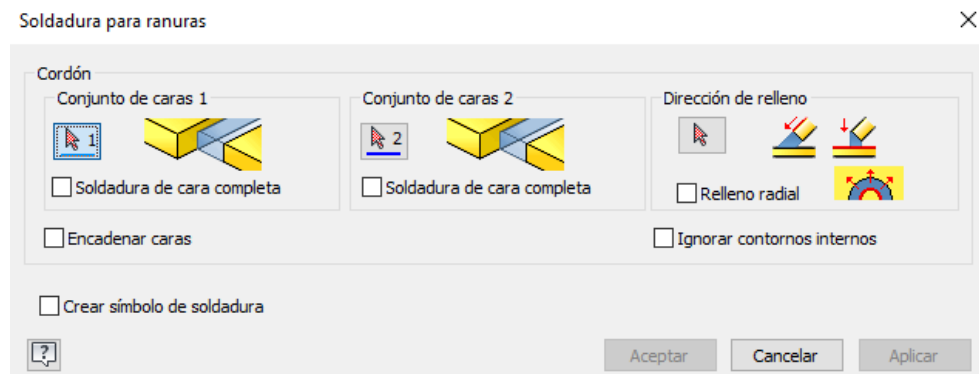 Soldadura para ranuras
Cordón
Conjunto de caras 1
Conjunto de caras 2
Dirección de relleno
1
2
Soldadura de cara completa
Soldadura de cara completa
Relleno radial
Encadenar caras
Ignorar contornos internos
Crear símbolo de soldadura
?
Aceptar
Cancelar
Aplicar